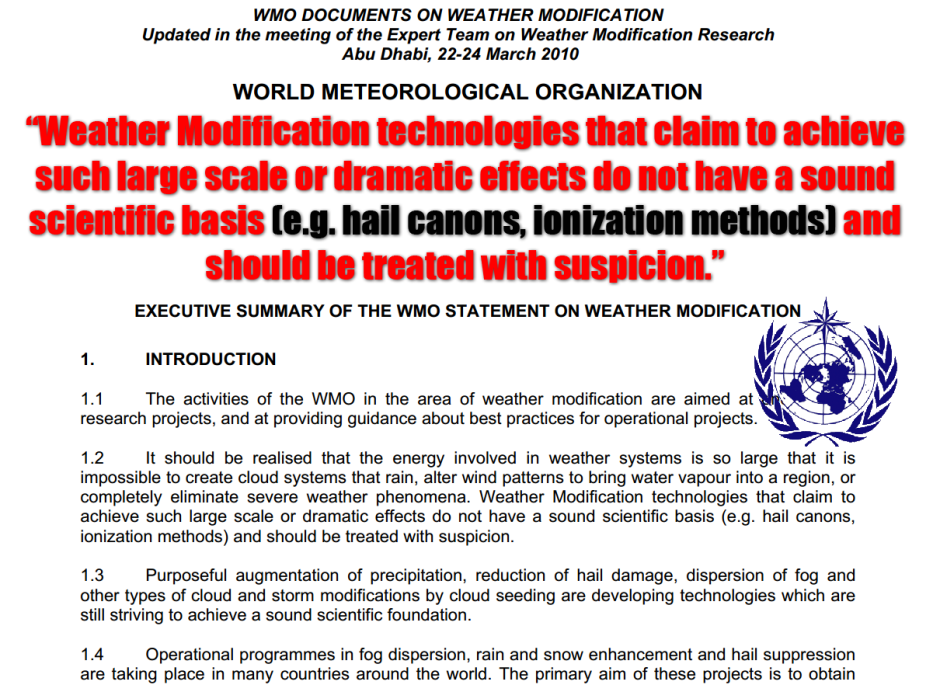 WMO DOCUMENTS ON WEATHER MODIFICATION
Updated in the meeting of the Expert Team on Weather Modification Research
Abu Dhabi, 22-24 March 2010
WORLD METEOROLOGICAL ORGANIZATION
“Weather Modification technologies that claim to achieve
such large scale or dramatic effects do not have a sound
scientific basis (e.g. hail canons, ionization methods) and
should be treated with suspicion.”
EXECUTIVE SUMMARY OF THE WMO STATEMENT ON WEATHER MODIFICATION
1. INTRODUCTION
1.1 The activities of the WMO in the area of weather modification are aimed at
research projects, and at providing guidance about best practices for operational projects.
1.2 It should be realised that the energy involved in weather systems is so large that it is
impossible to create cloud systems that rain, alter wind patterns to bring water vapour into a region, or
completely eliminate severe weather phenomena. Weather Modification technologies that claim to
achieve such large scale or dramatic effects do not have a sound scientific basis (e.g. hail canons,
ionization methods) and should be treated with suspicion.
1.3 Purposeful augmentation of precipitation, reduction of hail damage, dispersion of fog and
other types of cloud and storm modifications by cloud seeding are developing technologies which are
still striving to achieve a sound scientific foundation.
1.4 Operational programmes in fog dispersion, rain and snow enhancement and hail suppression
are taking place in many countries around the world. The primary aim of these projects is to obtain